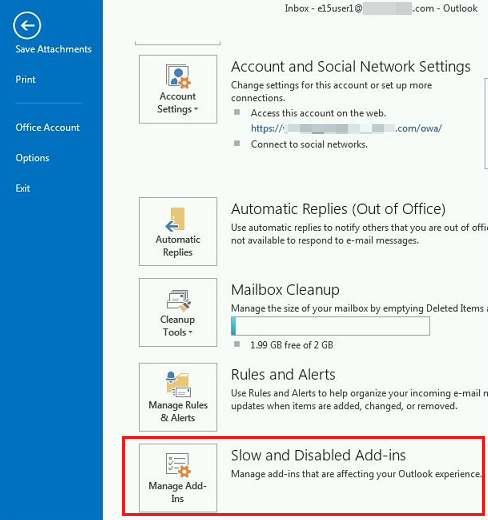 Inbox - e15user1@ .com - Outlook
Save Attachments
Print
Office Account
Options
Exit
Account
Settings
Account and Social Network Settings
Change settings for this account or set up more
connections.
Access this account on the web.
https:// .com/owa/
Connect to social networks.
Automatic
Replies
Automatic Replies (Out of Office)
Use automatic replies to notify others that you are out of offic
not available to respond to e-mail messages.
Cleanup
Tools
Mailbox Cleanup
Manage the size of your mailbox by emptying Deleted Items a
1.99 GB free of 2 GB
Manage Rules
& Alerts
Rules and Alerts
Use Rules and Alerts to help organize your incoming e-mail m
updates when items are added, changed, or removed.
Manage Add-
Ins
Slow and Disabled Add-ins
Manage add-ins that are affecting your Outlook experience.